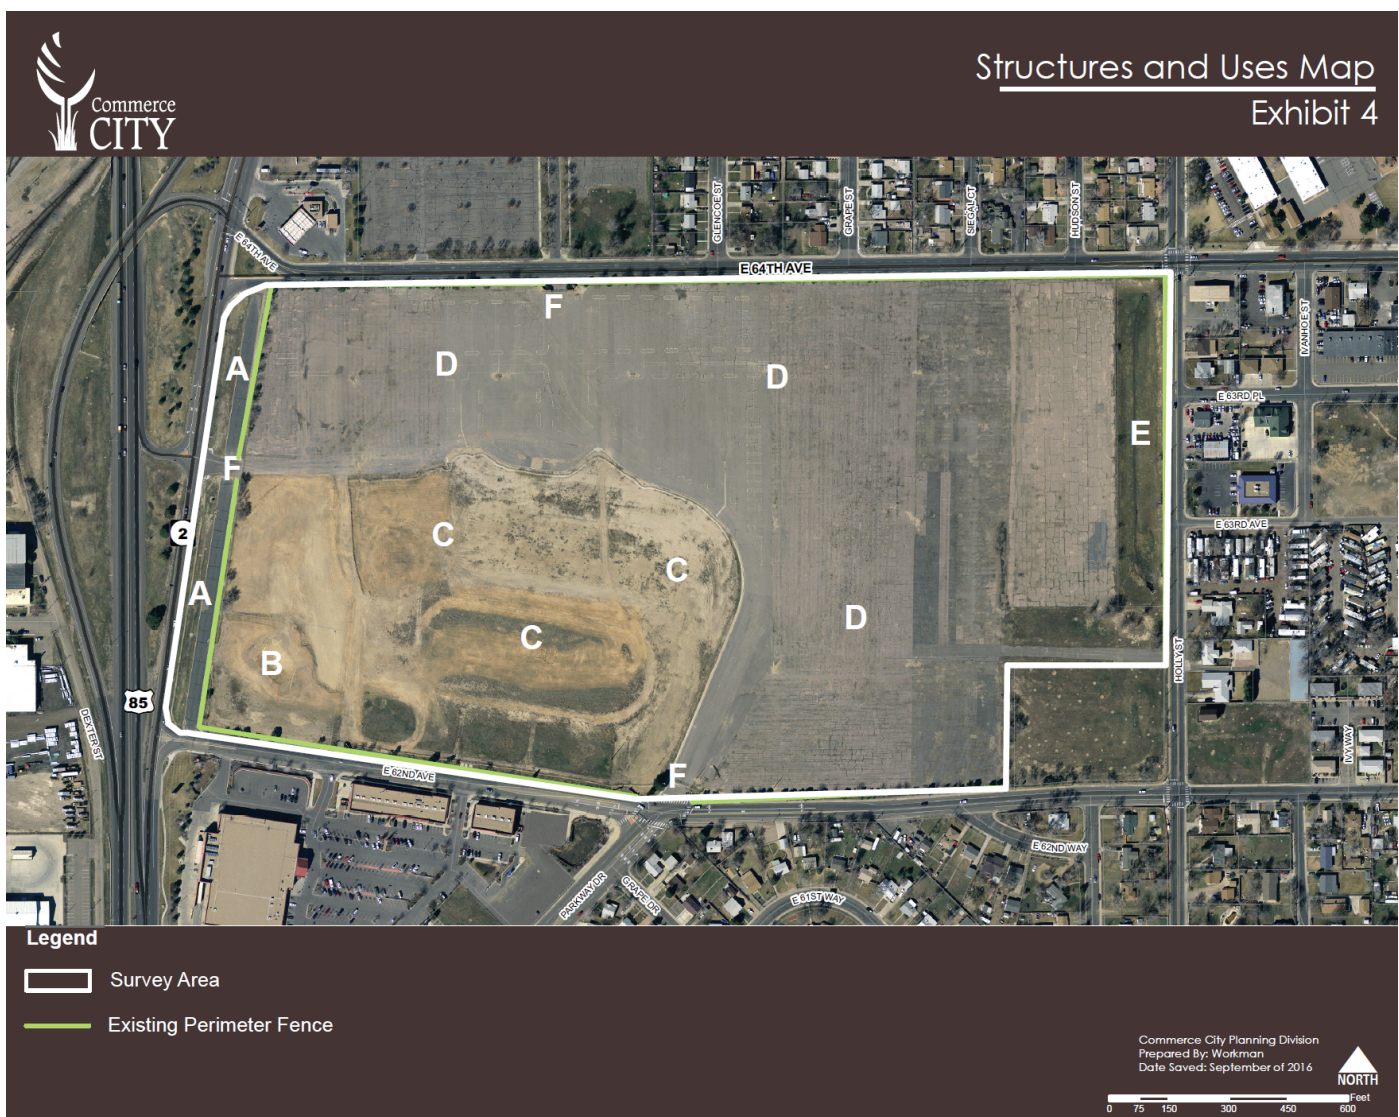 Commerce
CITY
Structures and Uses Map
Exhibit 4
E 64TH AVE
GLENCOE ST
GRAPE ST
SIEGAL CT
HUDSON ST
E 64TH AVE
F
A
D
D
IVANHOE ST
E 63RD PL
E
F
2
C
C
E 63RD AVE
A
C
D
B
HOLLY ST
85
DEXTER ST
IVY WAY
E 62ND AVE
F
E 62ND WAY
PARKWAY DR
GRAPE DR
E 61ST WAY
Legend
Survey Area
Existing Perimeter Fence
Commerce City Planning Division
Prepared By: Workman
Date Saved: September of 2016
NORTH
Feet
0 75 150 300 450 600